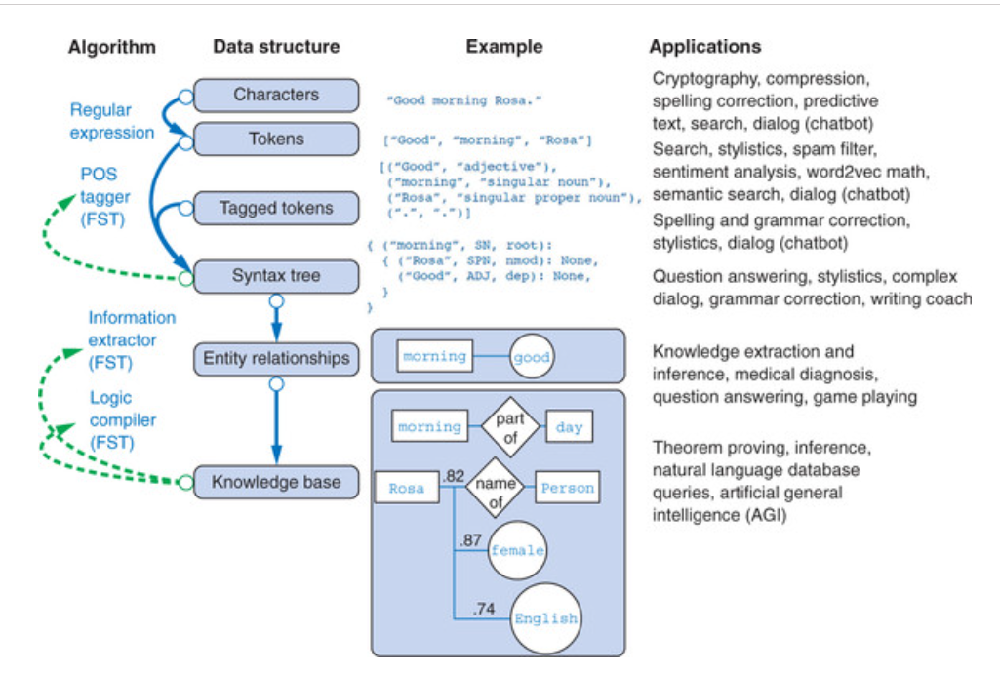 Algorithm
Data structure
Example
Applications
Regular
expression
POS
tagger
(FST)
Information
extractor
(FST)
Logic
compiler
(FST)
Characters
Tokens
Tagged tokens
Syntax tree
Entity relationships
Knowledge base
“Good morning Rosa.”
[“Good”, “morning”, “Rosa”]
[(“Good”, “adjective”),
(“morning”, “singular noun”),
(“Rosa”, “singular proper noun”),
(“.”, “.”)]
{ (“morning”, SN, root):
{ (“Rosa”, SPN, nmod): None,
(“Good”, ADJ, dep): None,
}
}
morning
good
morning
part
of
day
Rosa
.82
name
of
Person
.87
female
.74
English
Cryptography, compression,
spelling correction, predictive
text, search, dialog (chatbot)
Search, stylistics, spam filter,
sentiment analysis, word2vec math,
semantic search, dialog (chatbot)
Spelling and grammar correction,
stylistics, dialog (chatbot)
Question answering, stylistics, complex
dialog, grammar correction, writing coach
Knowledge extraction and
inference, medical diagnosis,
question answering, game playing
Theorem proving, inference,
natural language database
queries, artificial general
intelligence (AGI)